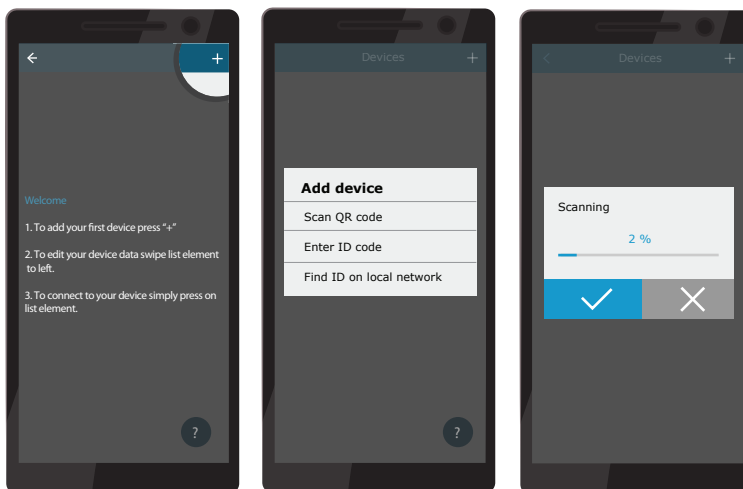 Welcome
1. To add your first device press “+”
2. To edit your device data swipe list element
to left.
3. To connect to your device simply press on
list element.
?
Devices
Add device
Scan QR code
Enter ID code
Find ID on local network
?
Devices
Scanning
2 %